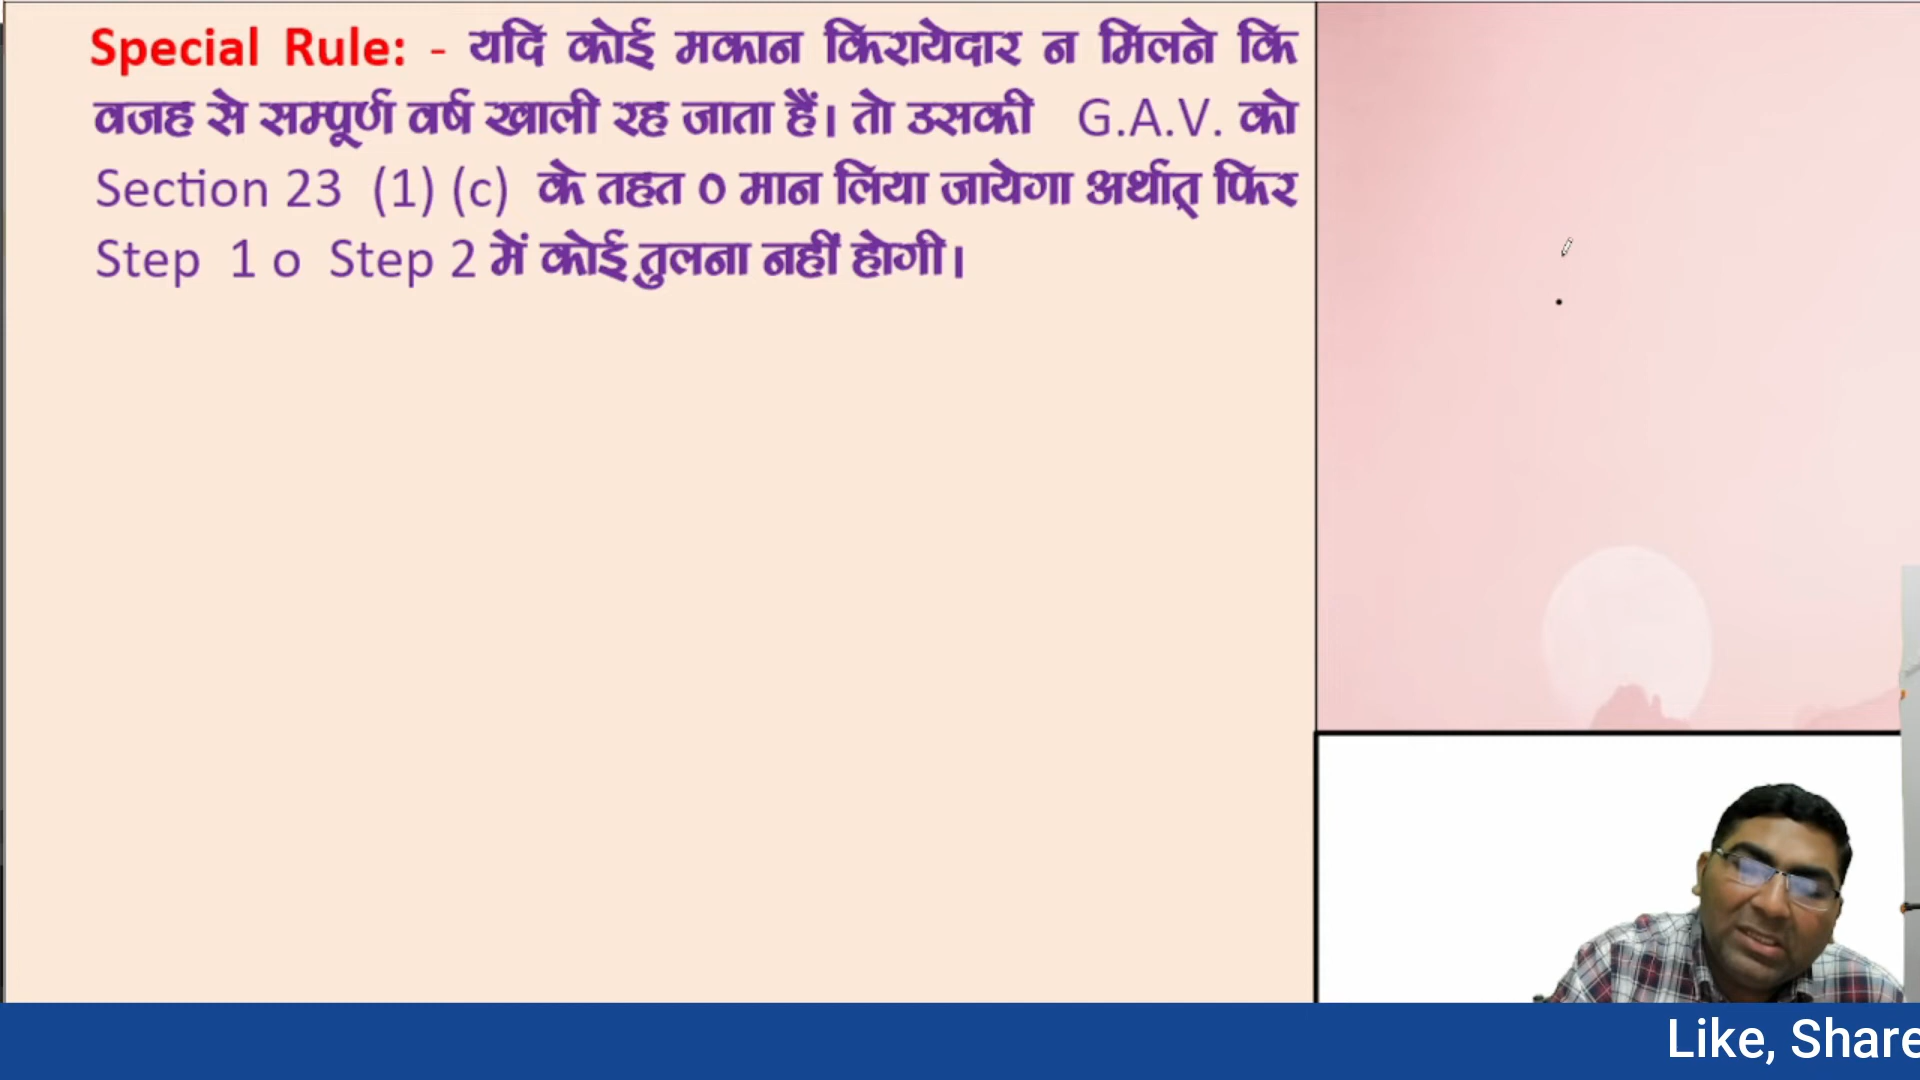 Special Rule: - यदि कोई मकान किरायेदार न मिलने कि
वजह से सम्पूर्ण वर्ष खाली रह जाता हैं। तो उसकी G.A.V. को
Section 23 (1) (c) के तहत 0 मान लिया जायेगा अर्थात् फिर
Step 1 o Step 2 में कोई तुलना नहीं होगी।
Like, Share